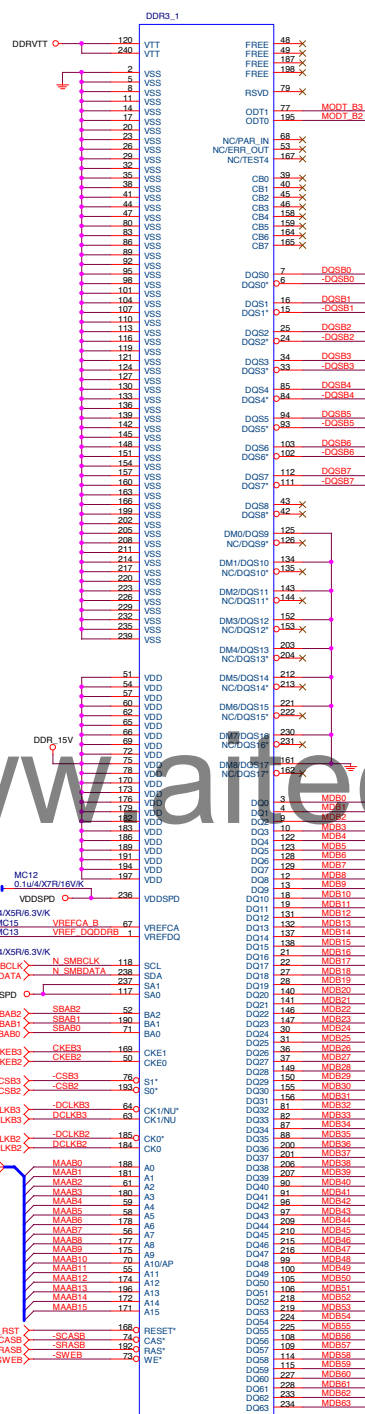 DDR3_1
DDRVTT
120 VTT
240 VTT
2 VSS
5 VSS
8 VSS
11 VSS
14 VSS
17 VSS
20 VSS
23 VSS
26 VSS
29 VSS
32 VSS
35 VSS
38 VSS
41 VSS
44 VSS
47 VSS
80 VSS
83 VSS
86 VSS
89 VSS
92 VSS
95 VSS
98 VSS
101 VSS
104 VSS
107 VSS
110 VSS
113 VSS
116 VSS
119 VSS
121 VSS
124 VSS
127 VSS
130 VSS
133 VSS
136 VSS
139 VSS
142 VSS
145 VSS
148 VSS
151 VSS
154 VSS
157 VSS
160 VSS
163 VSS
166 VSS
199 VSS
202 VSS
205 VSS
208 VSS
211 VSS
214 VSS
217 VSS
220 VSS
223 VSS
226 VSS
229 VSS
232 VSS
235 VSS
239 VSS
DDR_15V
51 VDD
54 VDD
57 VDD
60 VDD
62 VDD
65 VDD
66 VDD
69 VDD
72 VDD
75 VDD
78 VDD
170 VDD
173 VDD
176 VDD
179 VDD
182 VDD
183 VDD
186 VDD
189 VDD
191 VDD
194 VDD
197 VDD
MC12
0.1u/4/X7R/16V/K
VDDSPD 236 VDDSPD
4/X5R/6.3V/K
MC15 VREFCA_B 67 VREFCA
MC13 VREF_DQDDRB 1 VREFDQ
4/X5R/6.3V/K
BCLK N_SMBCLK 118 SCL
DATA N_SMBDATA 238 SDA
237 SA1
SPD 117 SA0
BAB2 SBAB2 52 BA2
BAB1 SBAB1 190 BA1
BAB0 SBAB0 71 BA0
KEB3 CKEB3 169 CKE1
KEB2 CKEB2 50 CKE0
CSB3 -CSB3 76 S1*
CSB2 -CSB2 193 S0*
LKB3 -DCLKB3 64 CK1/NU*
CLKB3 DCLKB3 63 CK1/NU
LKB2 -DCLKB2 185 CK0*
CLKB2 DCLKB2 184 CK0
MAAB0 188 A0
MAAB1 181 A1
MAAB2 61 A2
MAAB3 180 A3
MAAB4 59 A4
MAAB5 58 A5
MAAB6 178 A6
MAAB7 56 A7
MAAB8 177 A8
MAAB9 175 A9
MAAB10 70 A10/AP
MAAB11 55 A11
MAAB12 174 A12
MAAB13 196 A13
MAAB14 172 A14
MAAB15 171 A15
_RST 168 RESET*
CASB -SCASB 74 CAS*
RASB -SRASB 192 RAS*
SWEB -SWEB 73 WE*
FREE 48
FREE 49
FREE 187
FREE 198
RSVD 79
ODT1 77 MODT_B3
ODT0 195 MODT_B2
NC/PAR_IN 68
NC/ERR_OUT 53
NC/TEST4 167
CB0 39
CB1 40
CB2 45
CB3 46
CB4 158
CB5 159
CB6 164
CB7 165
DQS0 7 DQSB0
DQS0* 6 -DQSB0
DQS1 16 DQSB1
DQS1* 15 -DQSB1
DQS2 25 DQSB2
DQS2* 24 -DQSB2
DQS3 34 DQSB3
DQS3* 33 -DQSB3
DQS4 85 DQSB4
DQS4* 84 -DQSB4
DQS5 94 DQSB5
DQS5* 93 -DQSB5
DQS6 103 DQSB6
DQS6* 102 -DQSB6
DQS7 112 DQSB7
DQS7* 111 -DQSB7
DQS8 43
DQS8* 42
DM0/DQS9 125
NC/DQS9* 126
DM1/DQS10 134
NC/DQS10* 135
DM2/DQS11 143
NC/DQS11* 144
DM3/DQS12 152
NC/DQS12* 153
DM4/DQS13 203
NC/DQS13* 204
DM5/DQS14 212
NC/DQS14* 213
DM6/DQS15 221
NC/DQS15* 222
DM7/DQS16 230
NC/DQS16* 231
DM8/DQS17 161
NC/DQS17* 162
DQ0 3 MDB0
DQ1 4 MDB1
DQ2 9 MDB2
DQ3 10 MDB3
DQ4 122 MDB4
DQ5 123 MDB5
DQ6 128 MDB6
DQ7 129 MDB7
DQ8 12 MDB8
DQ9 13 MDB9
DQ10 18 MDB10
DQ11 19 MDB11
DQ12 131 MDB12
DQ13 132 MDB13
DQ14 137 MDB14
DQ15 138 MDB15
DQ16 21 MDB16
DQ17 22 MDB17
DQ18 27 MDB18
DQ19 28 MDB19
DQ20 140 MDB20
DQ21 141 MDB21
DQ22 146 MDB22
DQ23 147 MDB23
DQ24 30 MDB24
DQ25 31 MDB25
DQ26 36 MDB26
DQ27 37 MDB27
DQ28 149 MDB28
DQ29 150 MDB29
DQ30 155 MDB30
DQ31 156 MDB31
DQ32 81 MDB32
DQ33 82 MDB33
DQ34 87 MDB34
DQ35 88 MDB35
DQ36 200 MDB36
DQ37 201 MDB37
DQ38 206 MDB38
DQ39 207 MDB39
DQ40 90 MDB40
DQ41 91 MDB41
DQ42 96 MDB42
DQ43 97 MDB43
DQ44 209 MDB44
DQ45 210 MDB45
DQ46 215 MDB46
DQ47 216 MDB47
DQ48 99 MDB48
DQ49 100 MDB49
DQ50 105 MDB50
DQ51 106 MDB51
DQ52 218 MDB52
DQ53 219 MDB53
DQ54 224 MDB54
DQ55 225 MDB55
DQ56 108 MDB56
DQ57 109 MDB57
DQ58 114 MDB58
DQ59 115 MDB59
DQ60 227 MDB60
DQ61 228 MDB61
DQ62 233 MDB62
DQ63 234 MDB63
w aitec